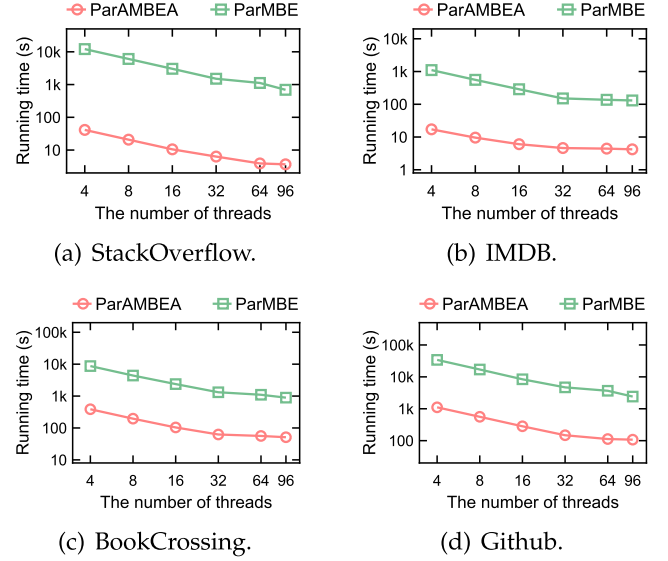 ParAMBEA ParMBE
Running time (s)
10k
1k
100
10
4 8 16 32 64 96
The number of threads
(a) StackOverflow.
ParAMBEA ParMBE
Running time (s)
10k
1k
100
10
1
4 8 16 32 64 96
The number of threads
(b) IMDB.
ParAMBEA ParMBE
Running time (s)
100k
10k
1k
100
10
4 8 16 32 64 96
The number of threads
(c) BookCrossing.
ParAMBEA ParMBE
Running time (s)
100k
10k
1k
100
4 8 16 32 64 96
The number of threads
(d) Github.